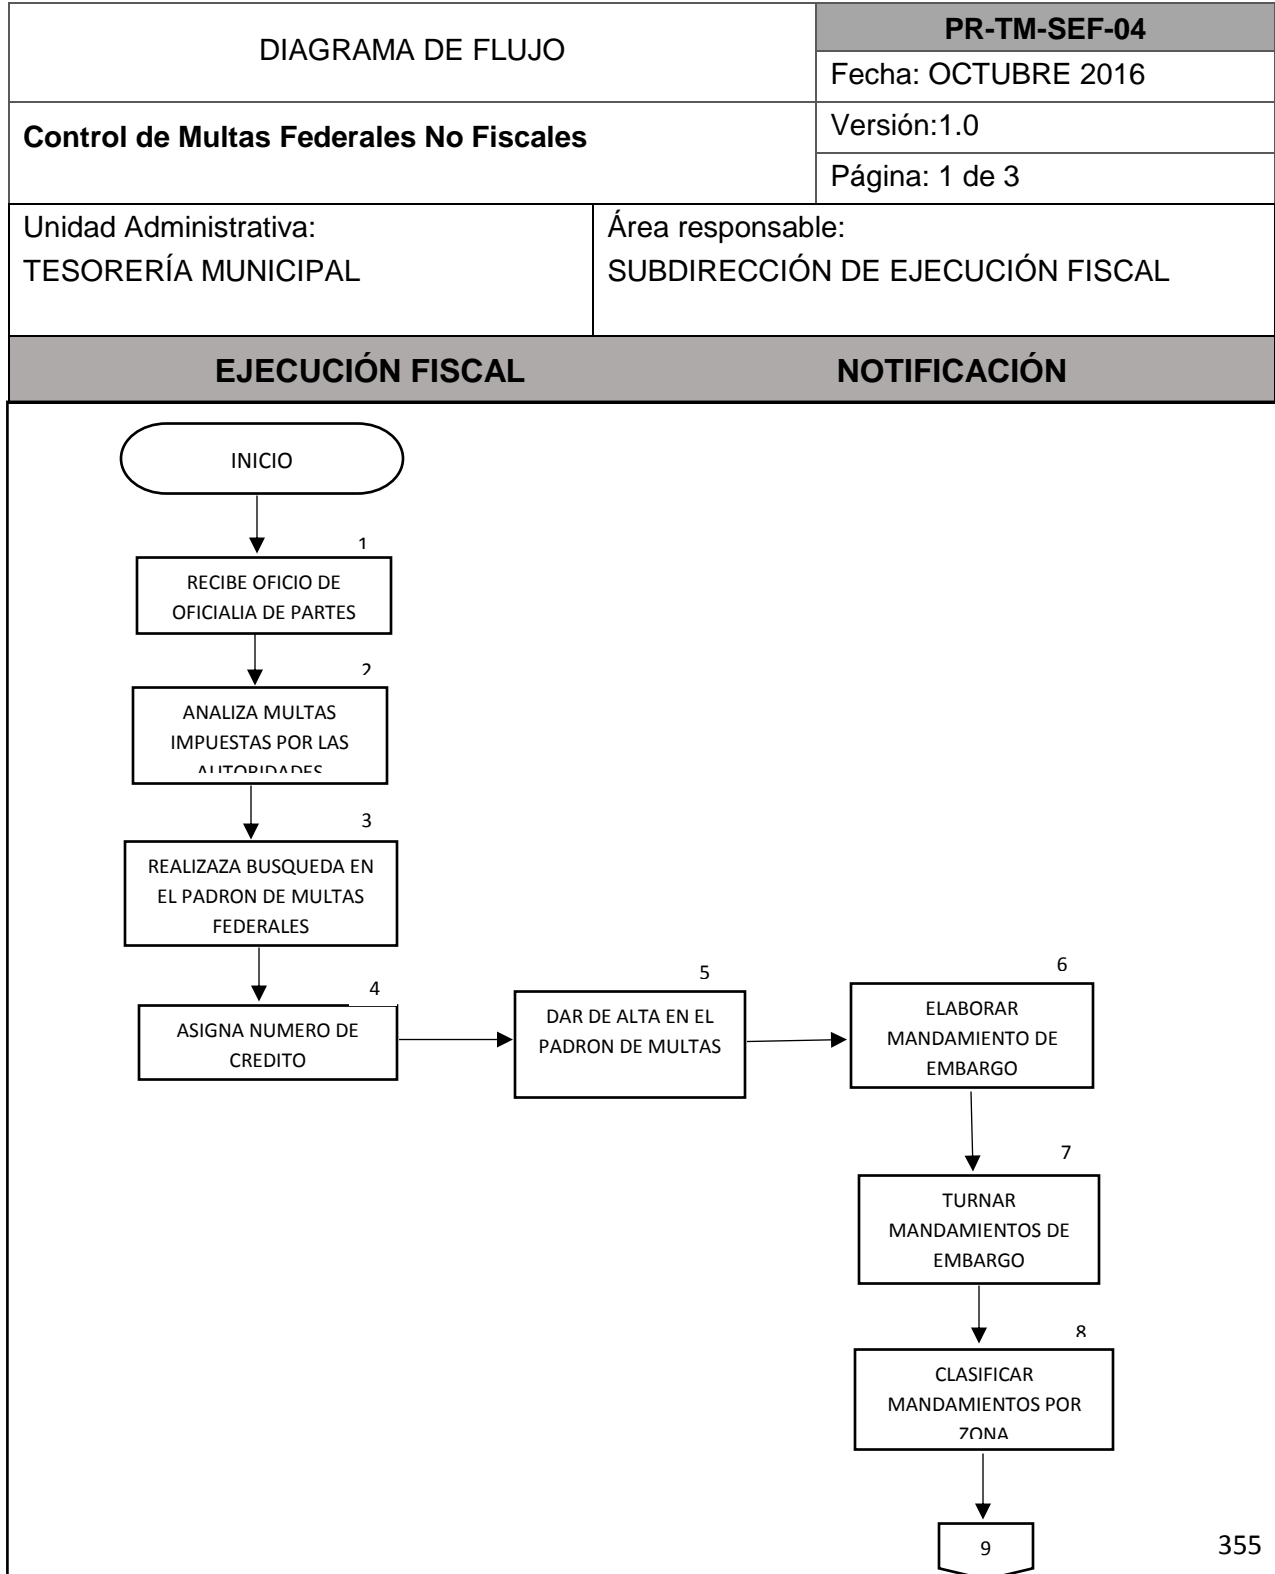 DIAGRAMA DE FLUJO
PR-TM-SEF-04
Fecha: OCTUBRE 2016
Control de Multas Federales No Fiscales
Versión:1.0
Página: 1 de 3
Unidad Administrativa:
TESORERÍA MUNICIPAL
Área responsable:
SUBDIRECCIÓN DE EJECUCIÓN FISCAL
EJECUCIÓN FISCAL
NOTIFICACIÓN
INICIO
1
RECIBE OFICIO DE
OFICIALIA DE PARTES
2
ANALIZA MULTAS
IMPUESTAS POR LAS
AUTORIDADES
3
REALIZAZA BUSQUEDA EN
EL PADRON DE MULTAS
FEDERALES
4
ASIGNA NUMERO DE
CREDITO
5
DAR DE ALTA EN EL
PADRON DE MULTAS
6
ELABORAR
MANDAMIENTO DE
EMBARGO
7
TURNAR
MANDAMIENTOS DE
EMBARGO
8
CLASIFICAR
MANDAMIENTOS POR
ZONA
9
355